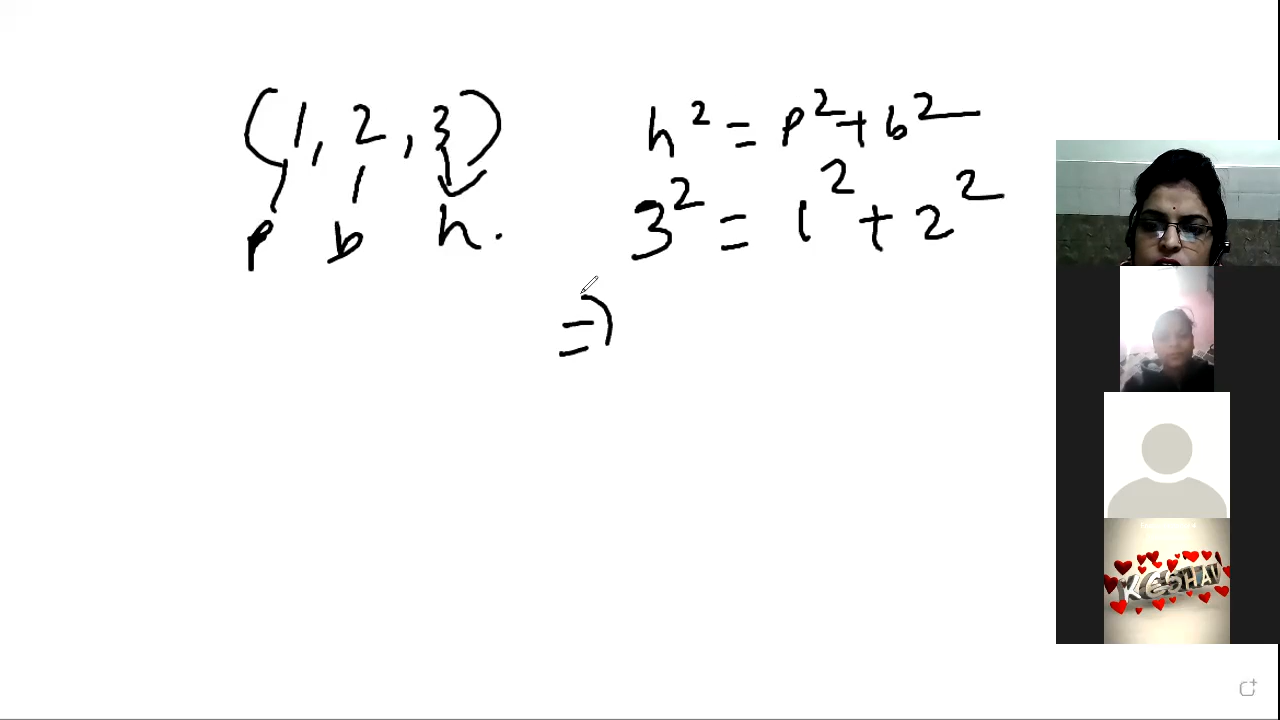 (1, 2, 3)
p b h.
h² = p² + b²
3² = 1² + 2²
⇒
KESHAV